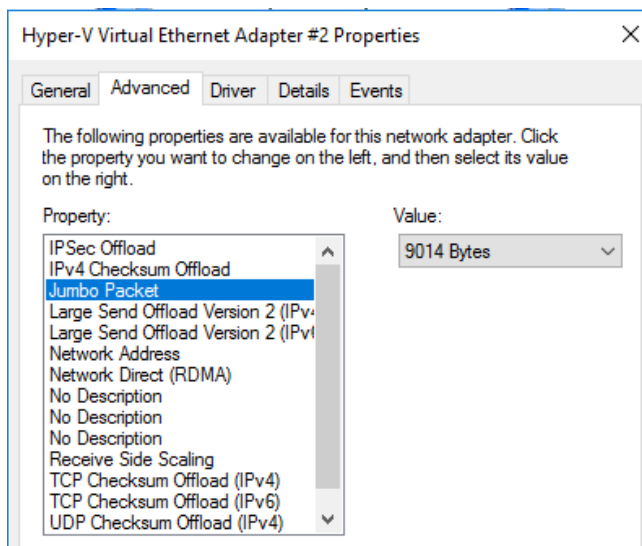 Hyper-V Virtual Ethernet Adapter #2 Properties
General Advanced Driver Details Events
The following properties are available for this network adapter. Click
the property you want to change on the left, and then select its value
on the right.
Property:
Value:
IPSec Offload
IPv4 Checksum Offload
Jumbo Packet
Large Send Offload Version 2 (IPv4
Large Send Offload Version 2 (IPv6
Network Address
Network Direct (RDMA)
No Description
No Description
No Description
Receive Side Scaling
TCP Checksum Offload (IPv4)
TCP Checksum Offload (IPv6)
UDP Checksum Offload (IPv4)
9014 Bytes